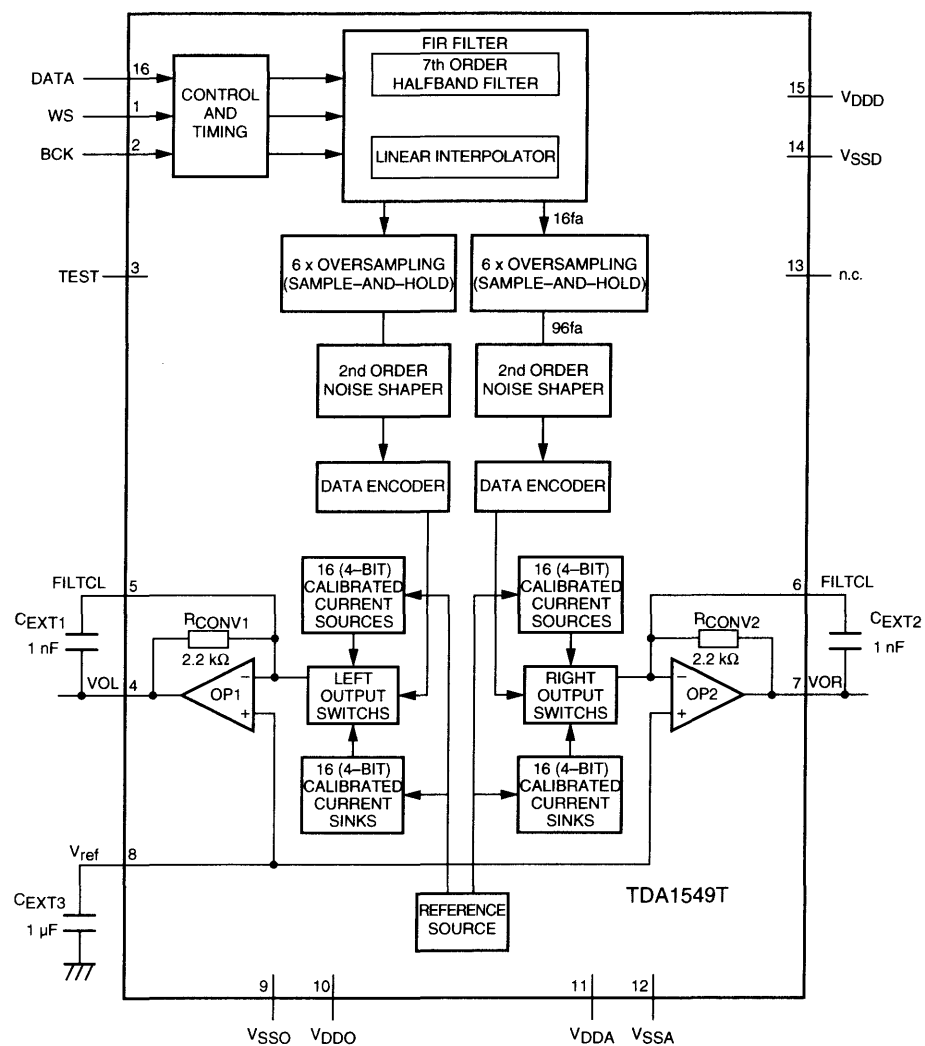 FIR FILTER
7th ORDER
HALFBAND FILTER
LINEAR INTERPOLATOR
DATA
16
WS
1
BCK
2
CONTROL
AND
TIMING
15
VDDD
14
VSSD
16fa
6 x OVERSAMPLING
(SAMPLE–AND–HOLD)
6 x OVERSAMPLING
(SAMPLE–AND–HOLD)
TEST
3
13
n.c.
96fa
2nd ORDER
NOISE SHAPER
2nd ORDER
NOISE SHAPER
DATA ENCODER
DATA ENCODER
FILTCL
5
16 (4–BIT)
CALIBRATED
CURRENT
SOURCES
16 (4–BIT)
CALIBRATED
CURRENT
SOURCES
6
FILTCL
CEXT1
1 nF
RCONV1
2.2 kΩ
RCONV2
2.2 kΩ
CEXT2
1 nF
VOL
4
OP1
–
+
LEFT
OUTPUT
SWITCHS
RIGHT
OUTPUT
SWITCHS
–
+
OP2
7
VOR
16 (4–BIT)
CALIBRATED
CURRENT
SINKS
16 (4–BIT)
CALIBRATED
CURRENT
SINKS
Vref
8
CEXT3
1 µF
REFERENCE
SOURCE
TDA1549T
9
10
11
12
VSSO
VDDO
VDDA
VSSA